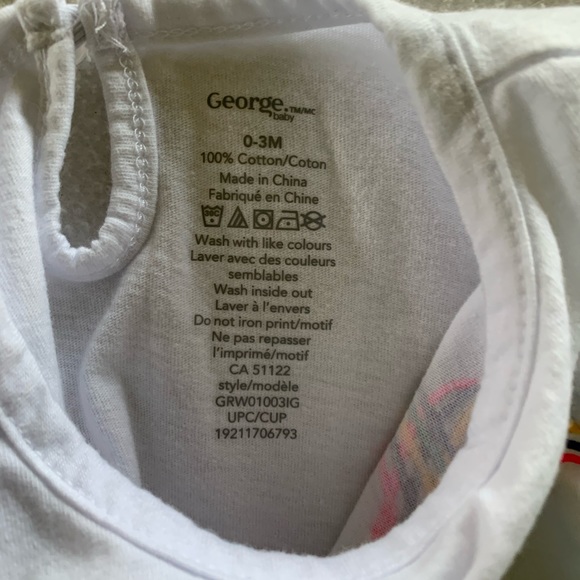 George.™/MC
baby
0-3M
100% Cotton/Coton
Made in China
Fabriqué en Chine
30C
Wash with like colours
Laver avec des couleurs
semblables
Wash inside out
Laver à l'envers
Do not iron print/motif
Ne pas repasser
l'imprimé/motif
CA 51122
style/modèle
GRW01003IG
UPC/CUP
19211706793